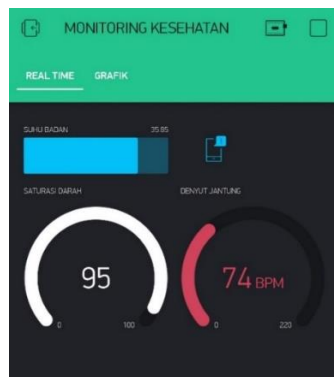 MONITORING KESEHATAN
REAL TIME GRAFIK
SUHU BADAN 35.85
SATURASI DARAH DENYUT JANTUNG
95 74 BPM
0 100 0 220